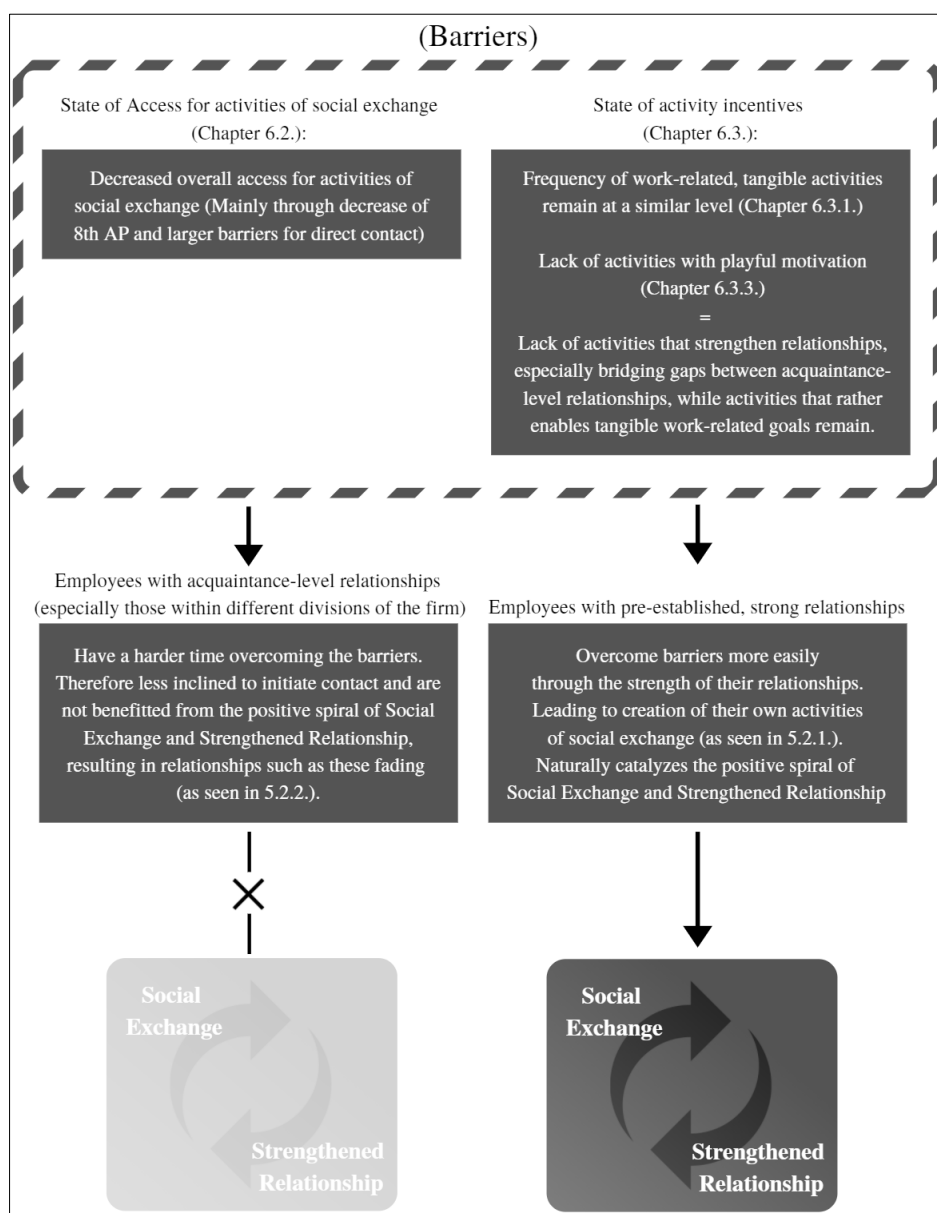 (Barriers)
State of Access for activities of social exchange
(Chapter 6.2.):
Decreased overall access for activities of
social exchange (Mainly through decrease of
8th AP and larger barriers for direct contact)
State of activity incentives
(Chapter 6.3.):
Frequency of work-related, tangible activities
remain at a similar level (Chapter 6.3.1.)
Lack of activities with playful motivation
(Chapter 6.3.3.)
=
Lack of activities that strengthen relationships,
especially bridging gaps between acquaintance-
level relationships, while activities that rather
enables tangible work-related goals remain.
Employees with acquaintance-level relationships
(especially those within different divisions of the firm)
Have a harder time overcoming the barriers.
Therefore less inclined to initiate contact and are
not benefitted from the positive spiral of Social
Exchange and Strengthened Relationship,
resulting in relationships such as these fading
(as seen in 5.2.2.).
Employees with pre-established, strong relationships
Overcome barriers more easily
through the strength of their relationships.
Leading to creation of their own activities
of social exchange (as seen in 5.2.1.).
Naturally catalyzes the positive spiral of
Social Exchange and Strengthened Relationship
Social
Exchange
Strengthened
Relationship
Social
Exchange
Strengthened
Relationship